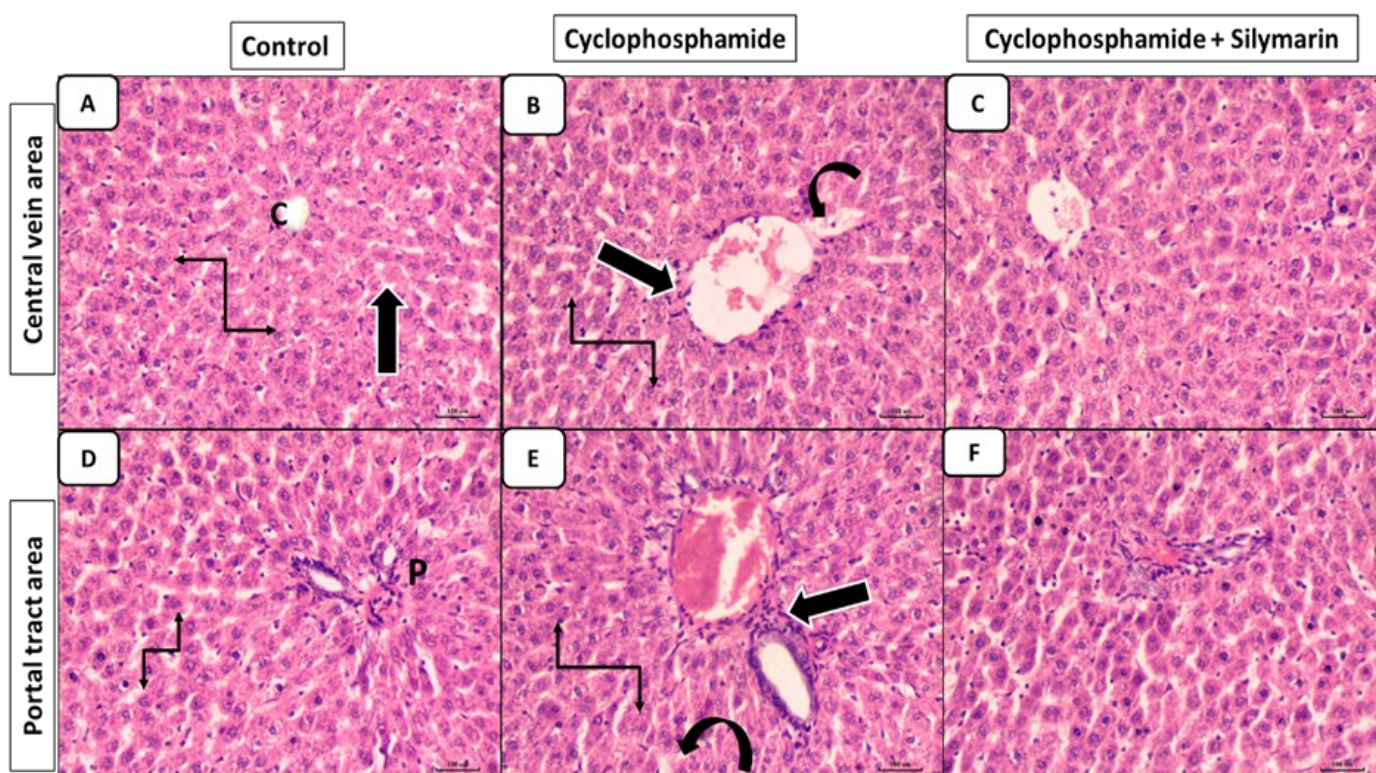 Control
Cyclophosphamide
Cyclophosphamide + Silymarin
Central vein area
A
B
C
C
Portal tract area
D
E
F
P